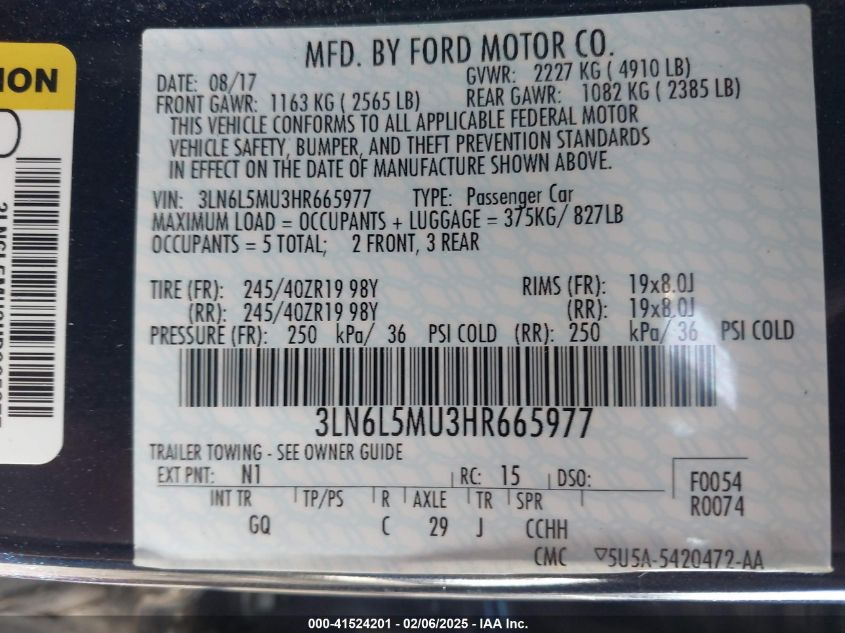 ION
MFD. BY FORD MOTOR CO.
DATE: 08/17 GVWR: 2227 KG ( 4910 LB)
FRONT GAWR: 1163 KG ( 2565 LB) REAR GAWR: 1082 KG ( 2385 LB)
THIS VEHICLE CONFORMS TO ALL APPLICABLE FEDERAL MOTOR
VEHICLE SAFETY, BUMPER, AND THEFT PREVENTION STANDARDS
IN EFFECT ON THE DATE OF MANUFACTURE SHOWN ABOVE.
VIN: 3LN6L5MU3HR665977 TYPE: Passenger Car
MAXIMUM LOAD = OCCUPANTS + LUGGAGE = 375KG/ 827LB
OCCUPANTS = 5 TOTAL; 2 FRONT, 3 REAR
TIRE (FR): 245/40ZR19 98Y RIMS (FR): 19x8.0J
(RR): 245/40ZR19 98Y (RR): 19x8.0J
PRESSURE (FR): 250 kPa/ 36 PSI COLD (RR): 250 kPa/ 36 PSI COLD
3LN6L5MU3HR665977
TRAILER TOWING - SEE OWNER GUIDE
EXT PNT: N1 RC: 15 DSO: F0054
INT TR TP/PS R AXLE TR SPR R0074
GQ C 29 J CCHH
CMC ▽5U5A-5420472-AA
000-41524201 - 02/06/2025 - IAA Inc.